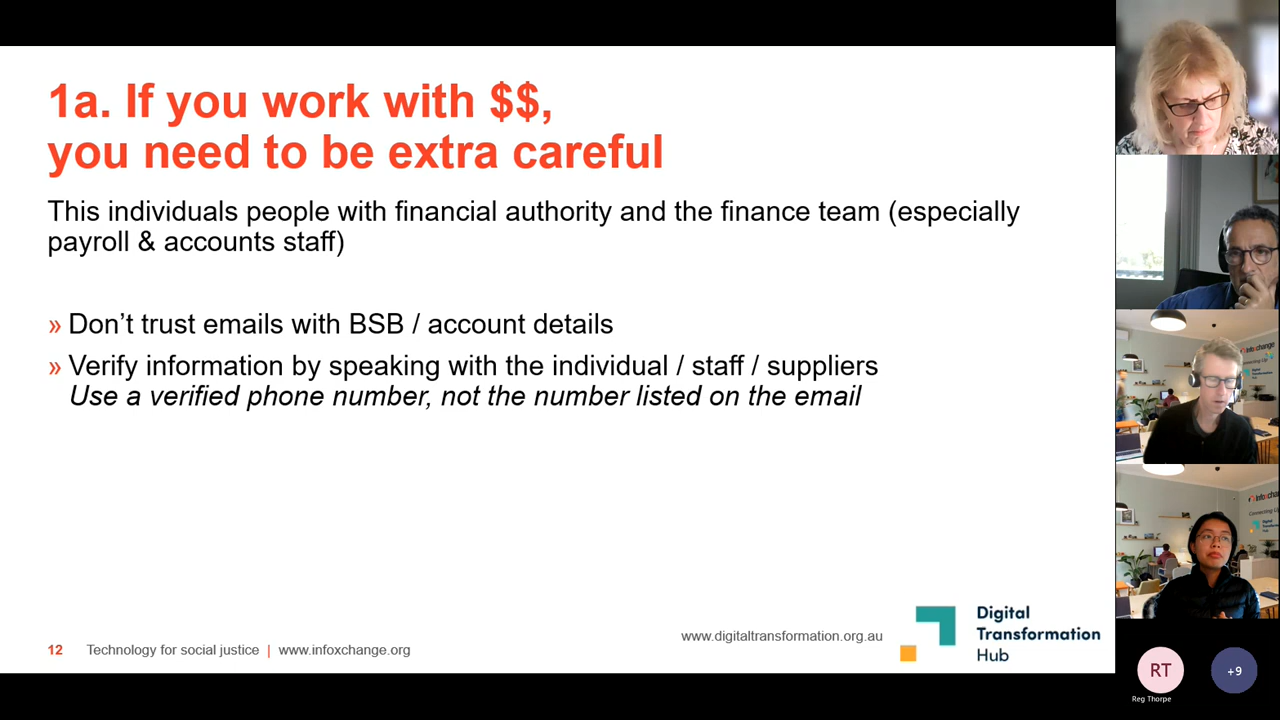 1a. If you work with $$,
you need to be extra careful
This individuals people with financial authority and the finance team (especially
payroll & accounts staff)
» Don’t trust emails with BSB / account details
» Verify information by speaking with the individual / staff / suppliers
Use a verified phone number, not the number listed on the email
12 Technology for social justice | www.infoxchange.org
www.digitaltransformation.org.au
Digital
Transformation
Hub
RT
+9
Reg Thorpe